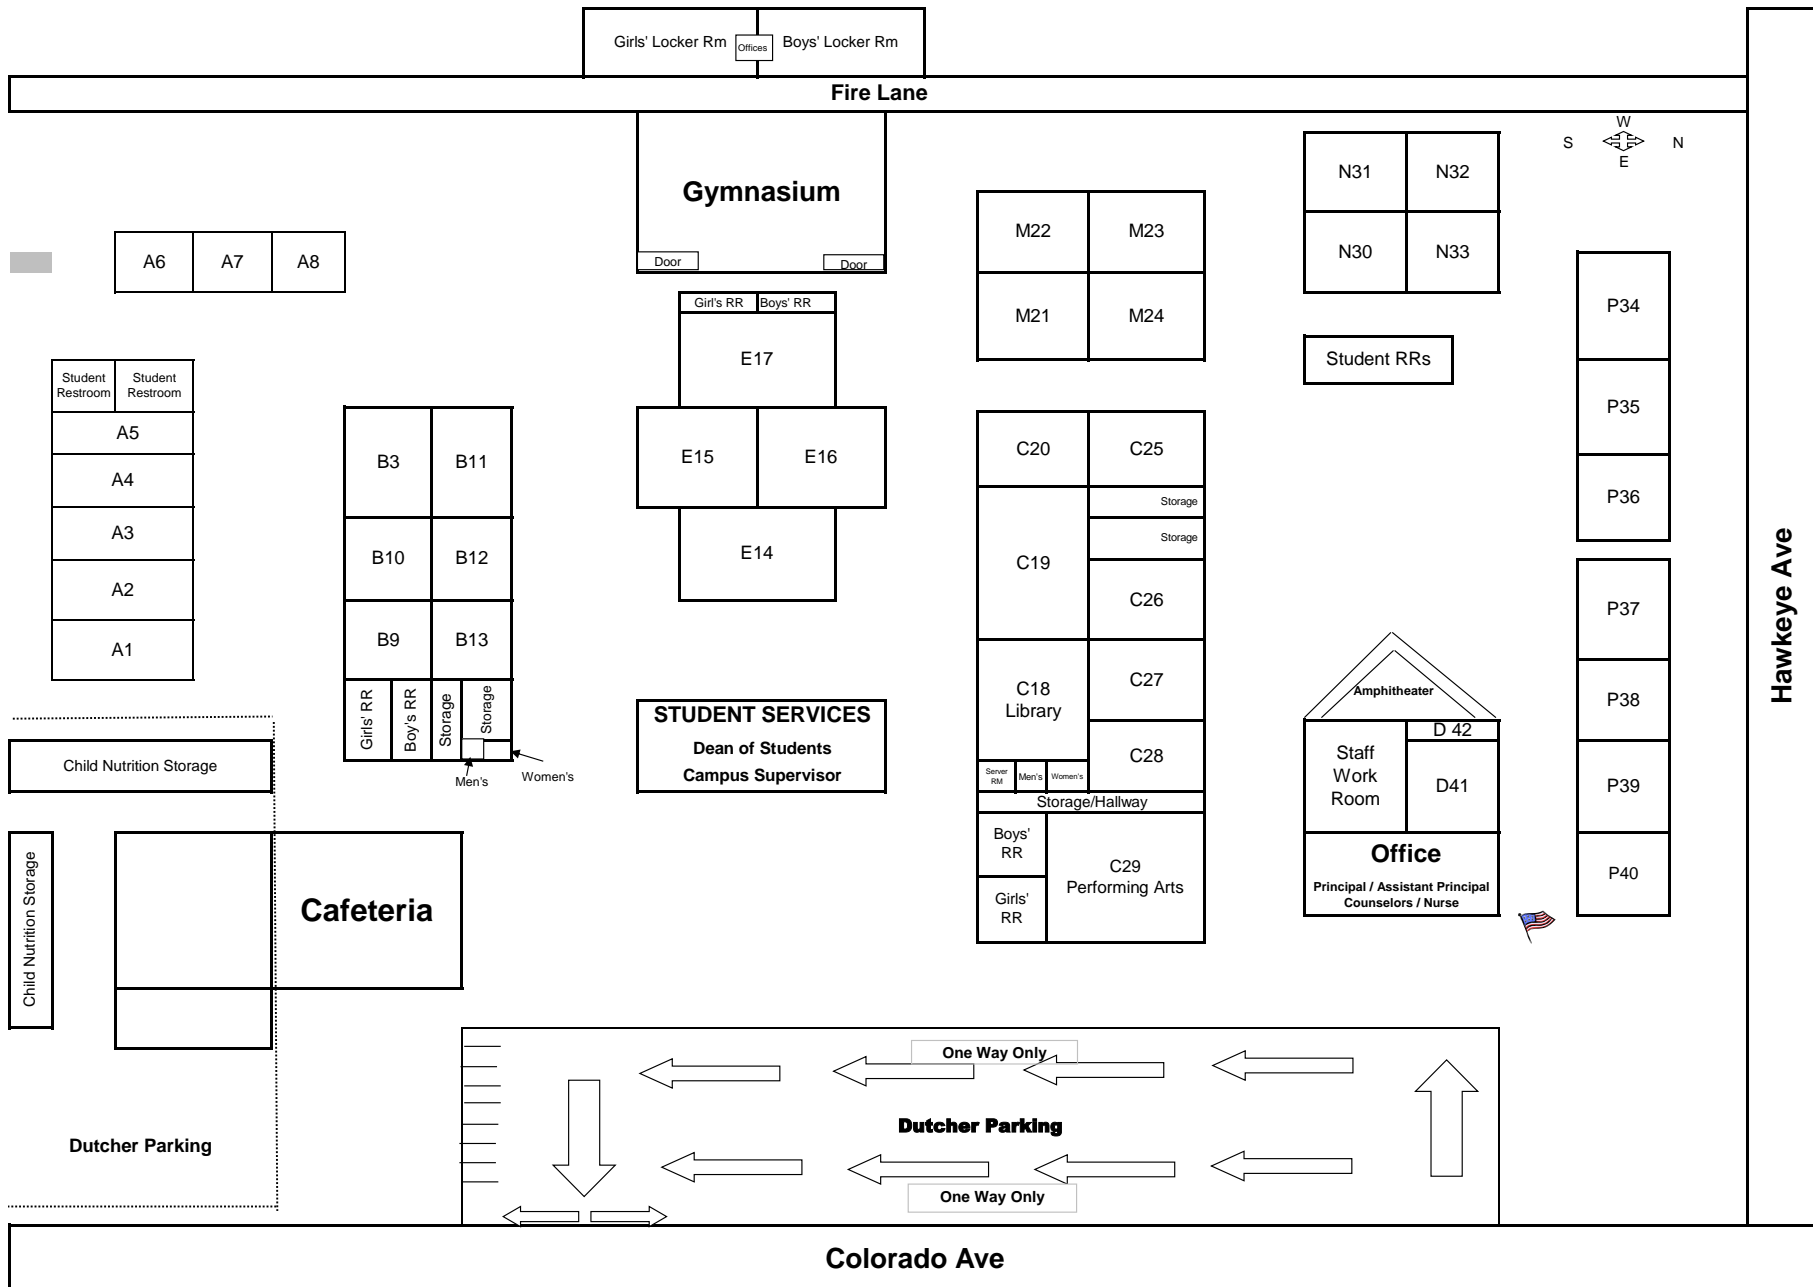 Girls' Locker Rm
Offices
Boys' Locker Rm
Fire Lane
W
S
N
E
Gymnasium
Door
Door
N31
N32
N30
N33
M22
M23
M21
M24
A6
A7
A8
Girl's RR
Boys' RR
E17
E15
E16
E14
Student RRs
P34
P35
P36
P37
P38
P39
P40
Hawkeye Ave
Student
Restroom
Student
Restroom
A5
A4
A3
A2
A1
B3
B11
B10
B12
B9
B13
Girls' RR
Boy's RR
Storage
Storage
Men's
Women's
C20
C25
Storage
Storage
C19
C26
C18
Library
C27
C28
Server
RM
Men's
Women's
Storage/Hallway
Boys'
RR
Girls'
RR
C29
Performing Arts
STUDENT SERVICES
Dean of Students
Campus Supervisor
Amphitheater
D 42
Staff
Work
Room
D41
Office
Principal / Assistant Principal
Counselors / Nurse
Child Nutrition Storage
Child Nutrition Storage
Cafeteria
Dutcher Parking
One Way Only
Dutcher Parking
One Way Only
Colorado Ave